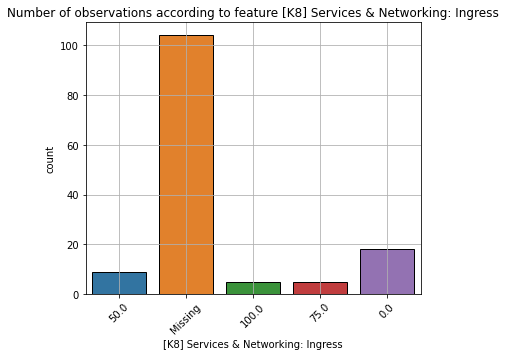 Number of observations according to feature [K8] Services & Networking: Ingress
100
80
60
40
20
0
count
50.0
Missing
100.0
75.0
0.0
[K8] Services & Networking: Ingress